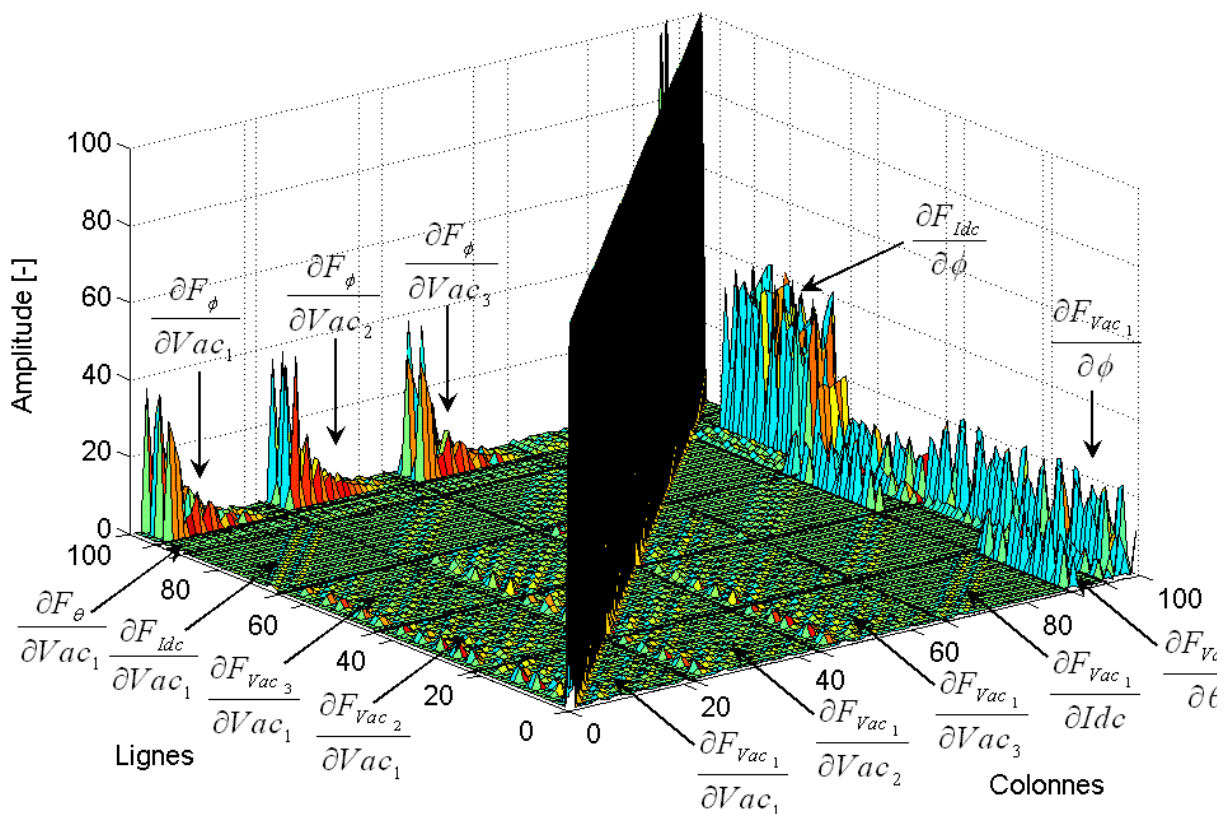 Amplitude [-]
100
80
60
40
20
0
∂F_ϕ / ∂Vac_1
∂F_ϕ / ∂Vac_2
∂F_ϕ / ∂Vac_3
∂F_Idc / ∂ϕ
∂F_Vac_1 / ∂ϕ
100
80
60
40
20
0
Lignes
∂F_θ / ∂Vac_1
∂F_Idc / ∂Vac_1
∂F_Vac_3 / ∂Vac_1
∂F_Vac_2 / ∂Vac_1
0
20
40
60
80
100
Colonnes
∂F_Vac_1 / ∂Vac_1
∂F_Vac_1 / ∂Vac_2
∂F_Vac_1 / ∂Vac_3
∂F_Vac_1 / ∂Idc